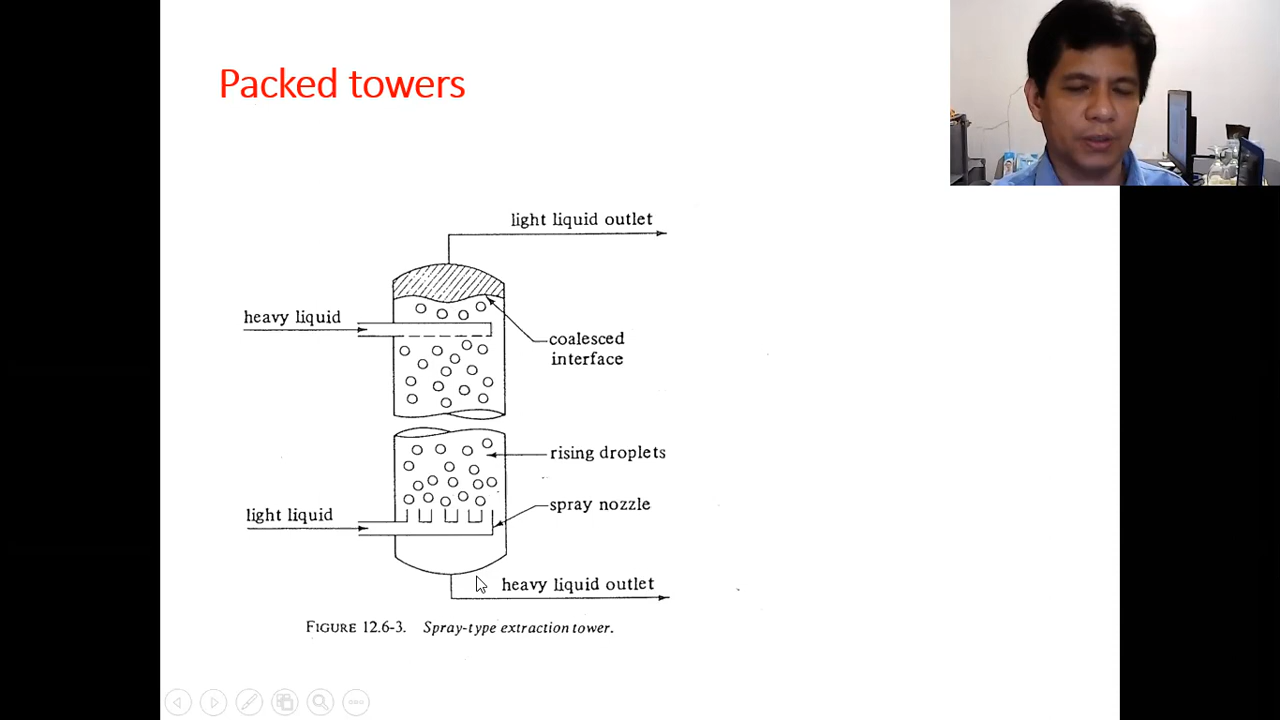 Packed towers
light liquid outlet
heavy liquid
coalesced
interface
rising droplets
spray nozzle
light liquid
heavy liquid outlet
FIGURE 12.6-3. Spray-type extraction tower.